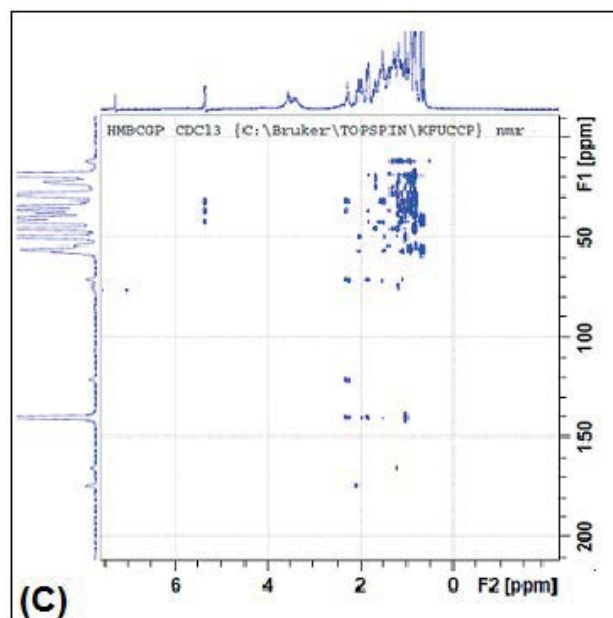 HMBCGP CDCl3 {C:\Bruker\TOPSPIN\KFUCCP} nmr
F1 [ppm]
50
100
150
200
6 4 2 0 F2 [ppm]
(C)